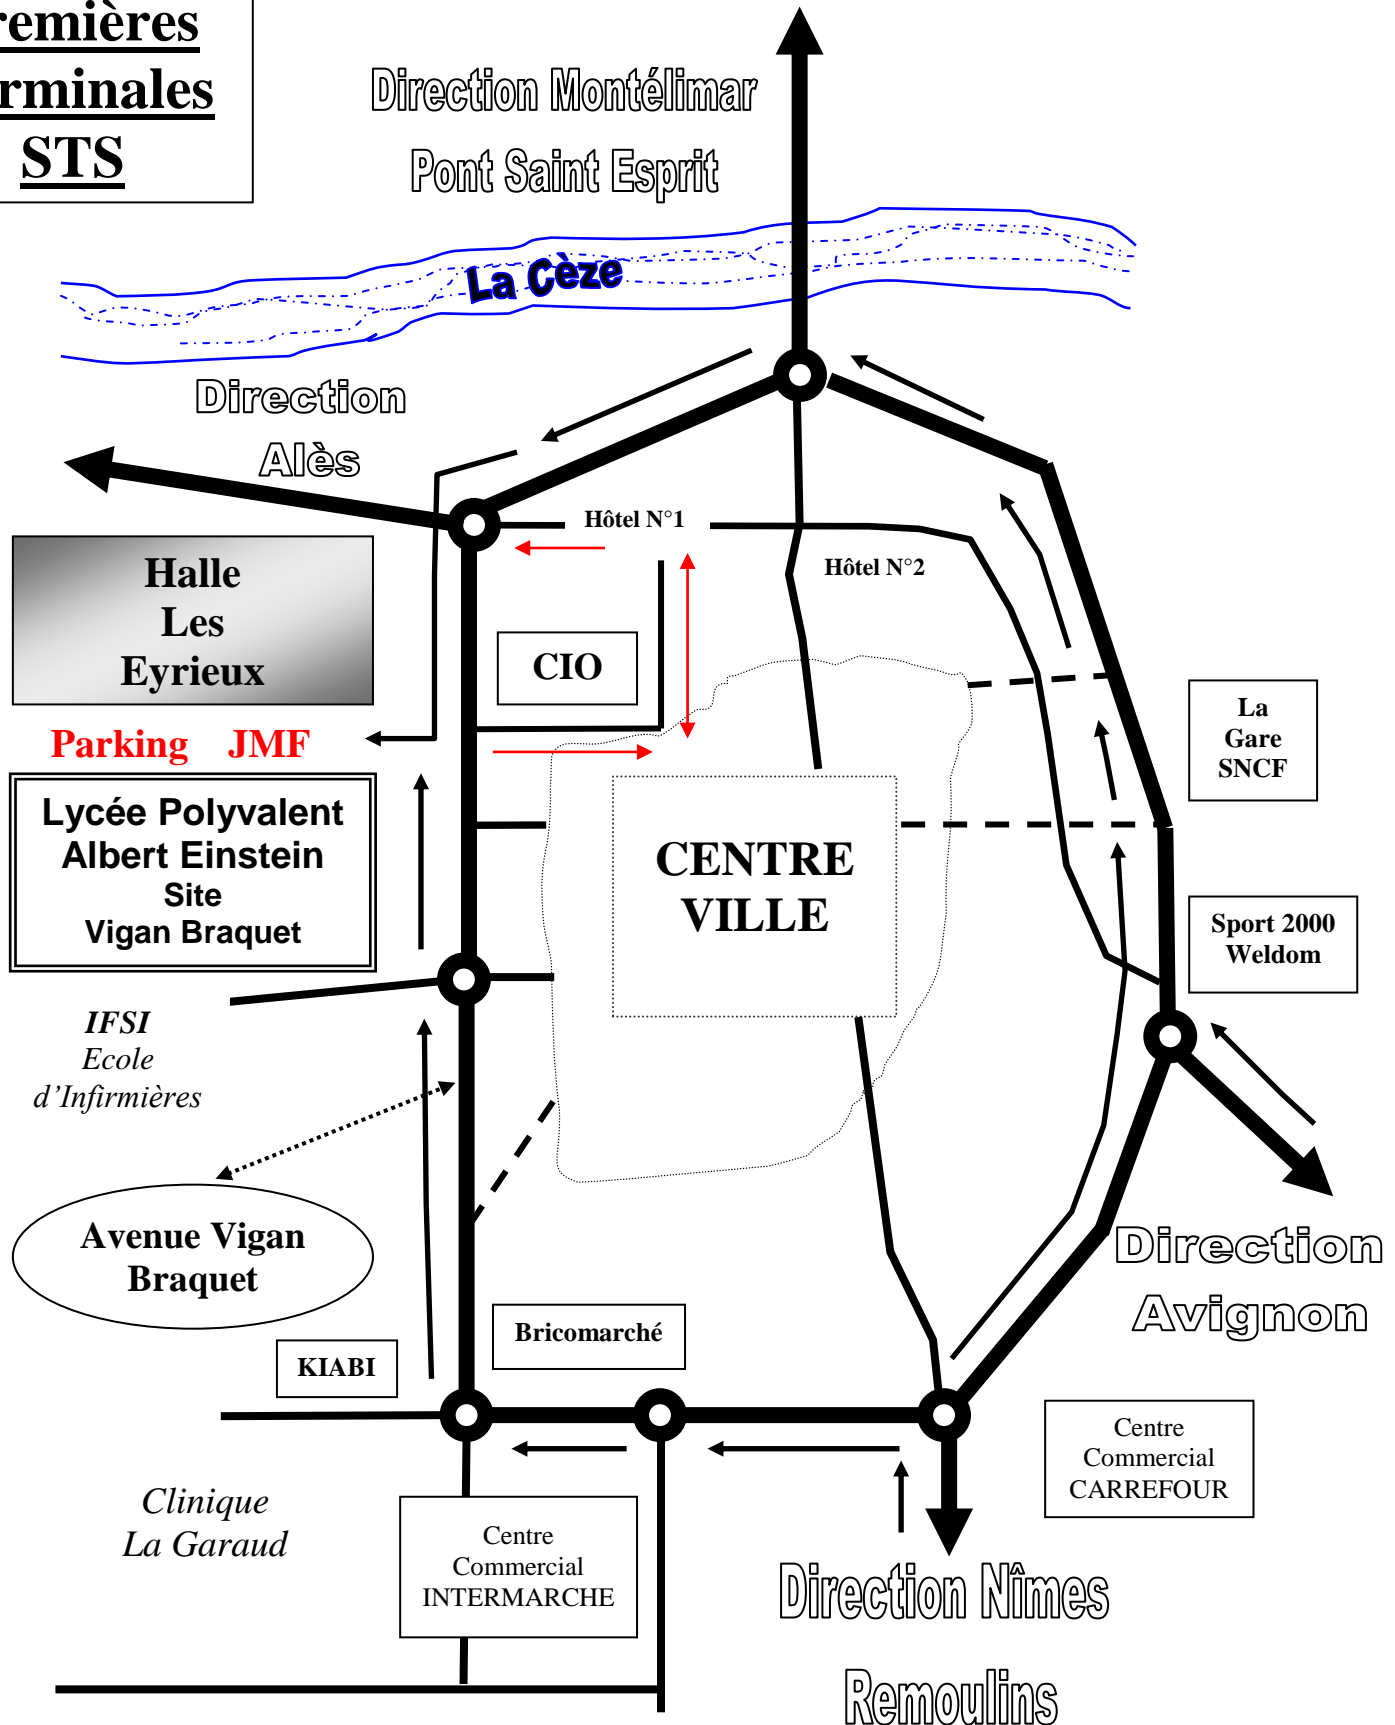 remières
rminales
STS
Direction Montélimar
Pont Saint Esprit
La Cèze
Direction
Alès
Hôtel N°1
Hôtel N°2
Halle
Les
Eyrieux
CIO
Parking JMF
La
Gare
SNCF
Lycée Polyvalent
Albert Einstein
Site
Vigan Braquet
CENTRE
VILLE
Sport 2000
Weldom
IFSI
Ecole
d’Infirmières
Avenue Vigan
Braquet
Direction
Avignon
Bricomarché
KIABI
Centre
Commercial
CARREFOUR
Clinique
La Garaud
Centre
Commercial
INTERMARCHE
Direction Nîmes
Remoulins